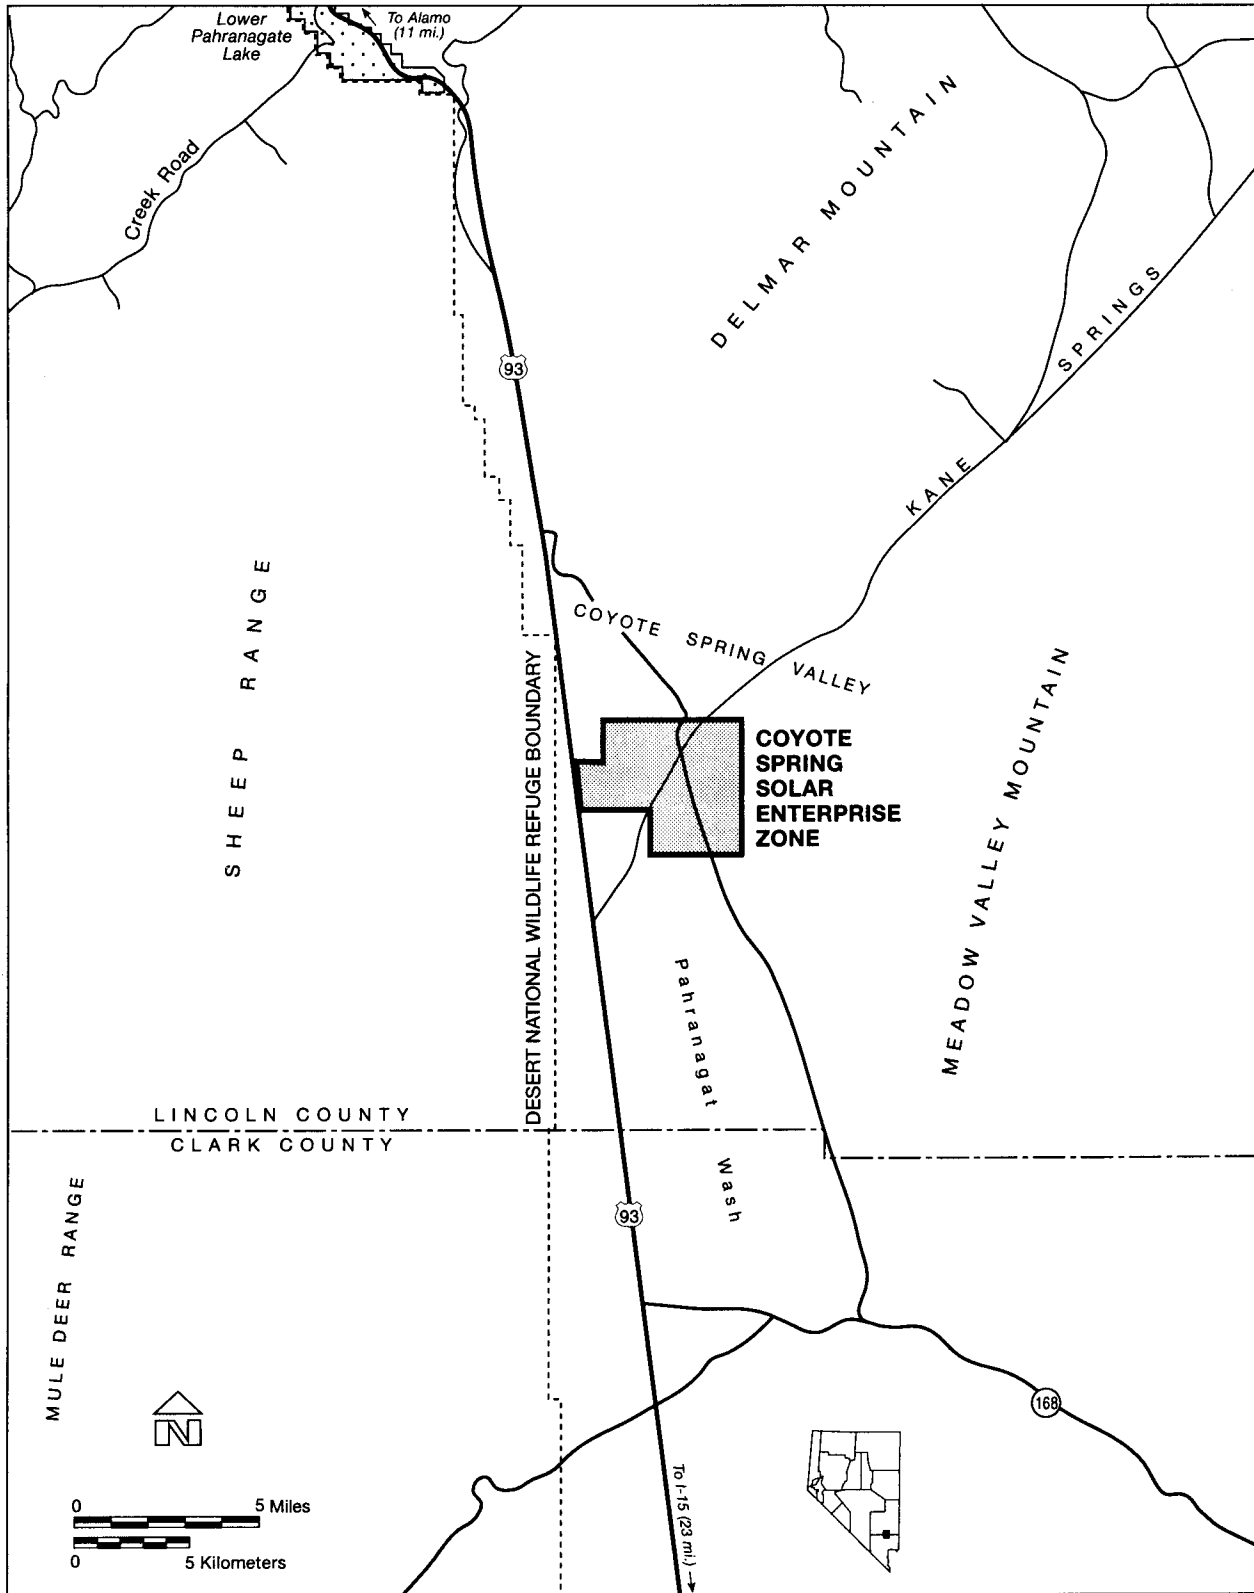 Lower
Pahranagate
Lake
To Alamo
(11 mi.)
Creek Road
DELMAR MOUNTAIN
93
KANE SPRINGS
SHEEP RANGE
COYOTE SPRING VALLEY
DESERT NATIONAL WILDLIFE REFUGE BOUNDARY
COYOTE
SPRING
SOLAR
ENTERPRISE
ZONE
MEADOW VALLEY MOUNTAIN
Pahranagat Wash
LINCOLN COUNTY
CLARK COUNTY
MULE DEER RANGE
93
168
N
To I-15 (23 mi.)
0 5 Miles
0 5 Kilometers